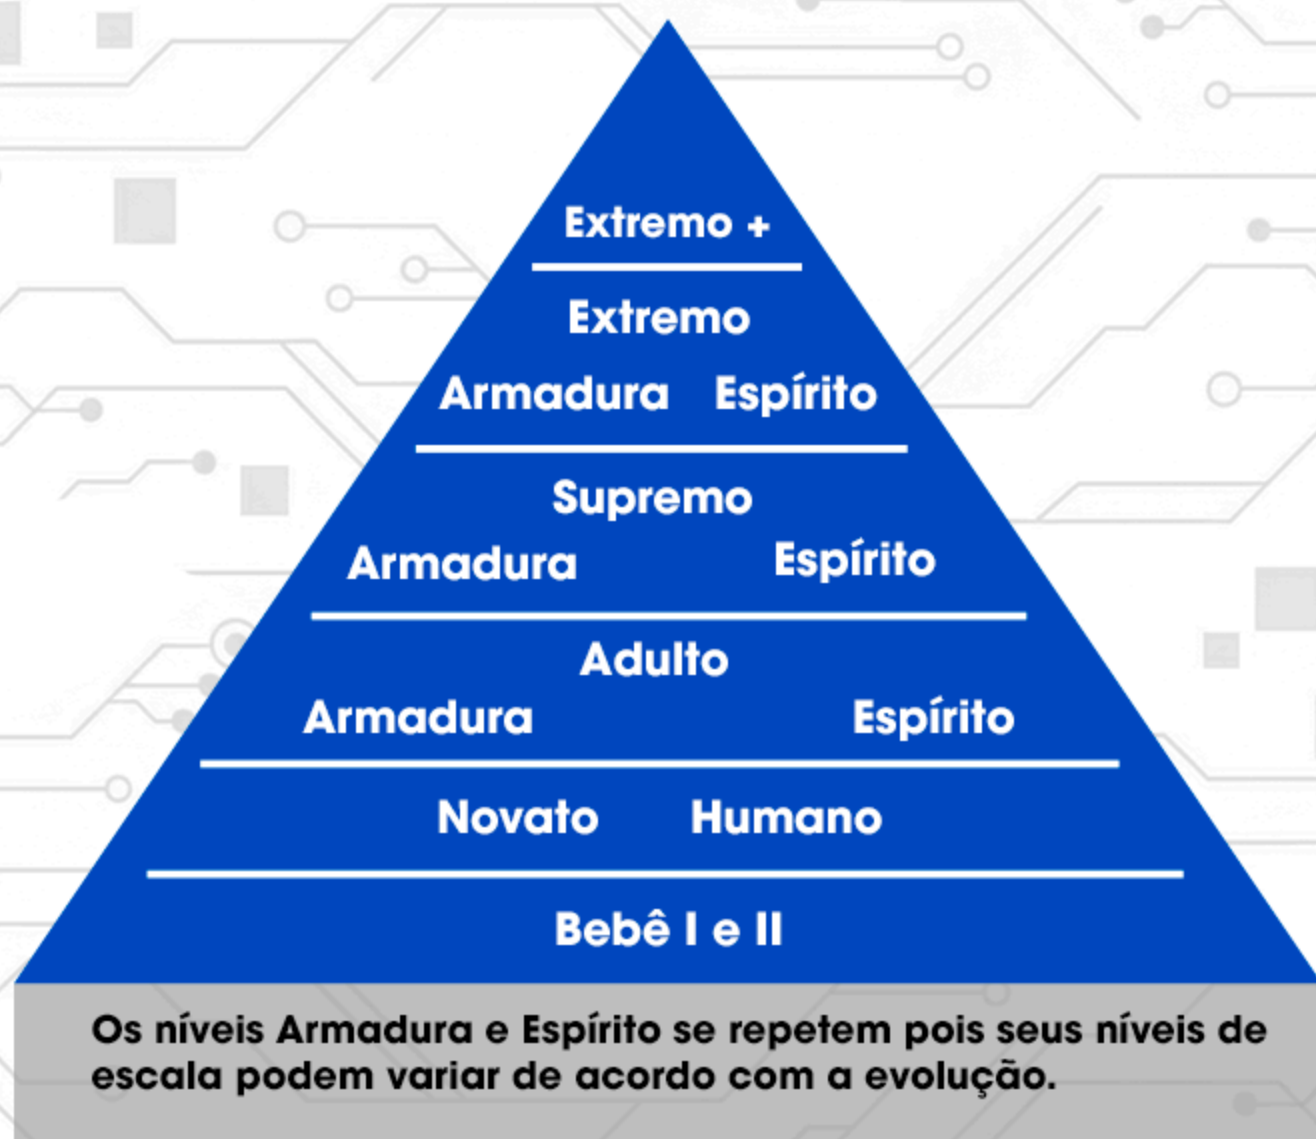 Extremo +
Extremo
Armadura Espírito
Supremo
Armadura Espírito
Adulto
Armadura Espírito
Novato Humano
Bebê I e II
Os níveis Armadura e Espírito se repetem pois seus níveis de
escala podem variar de acordo com a evolução.